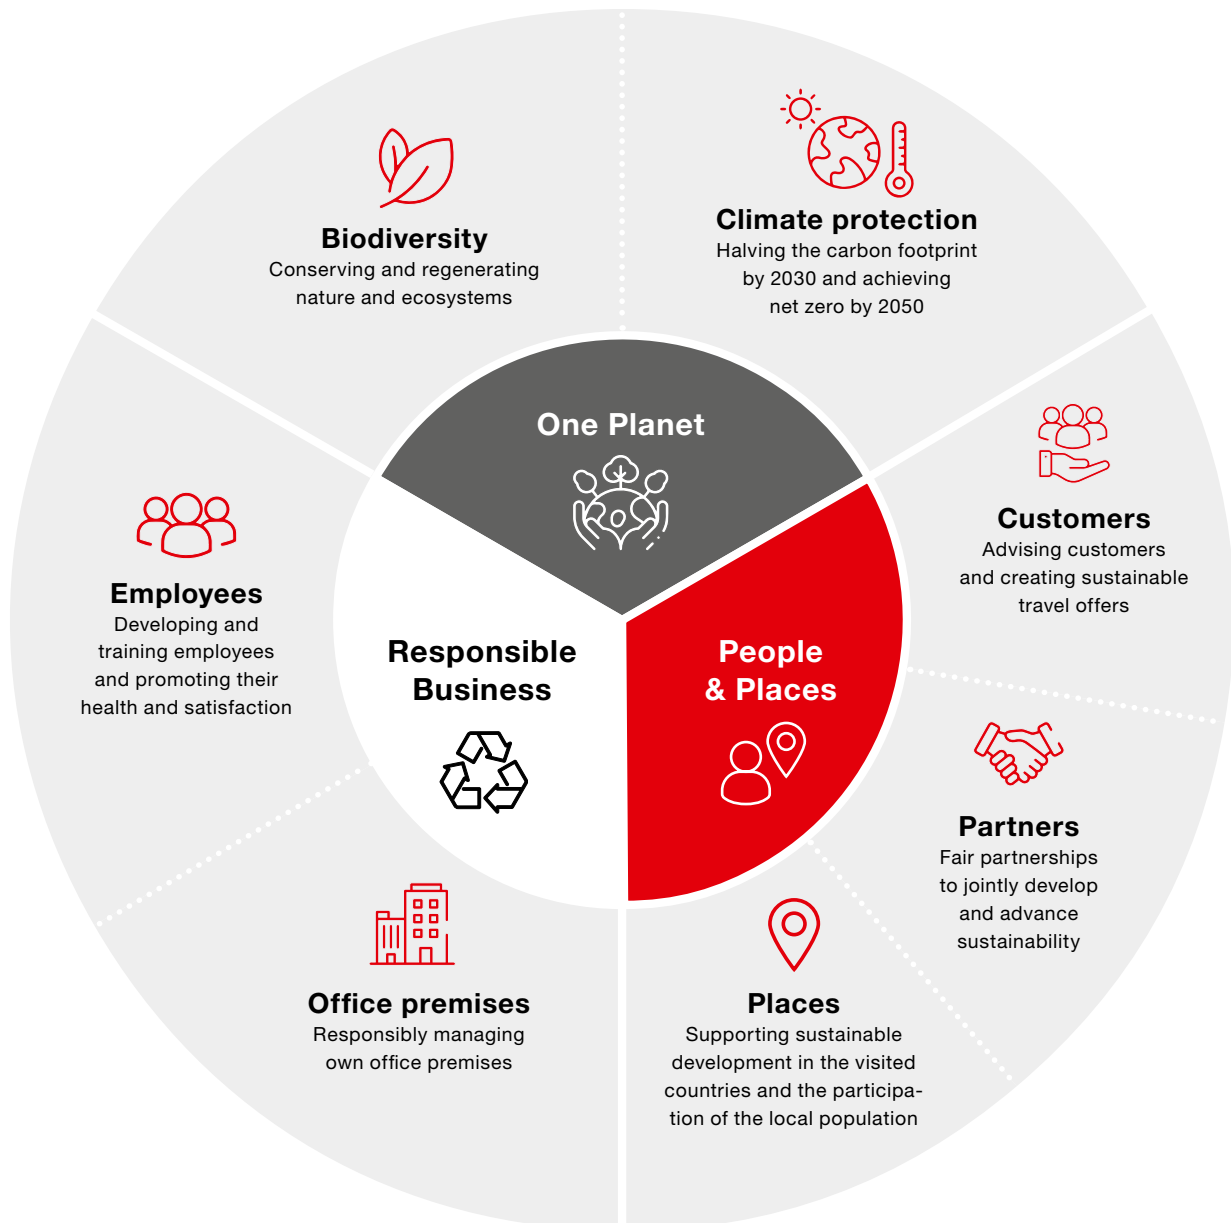 Climate protection
Halving the carbon footprint
by 2030 and achieving
net zero by 2050
Biodiversity
Conserving and regenerating
nature and ecosystems
One Planet
Customers
Advising customers
and creating sustainable
travel offers
Employees
Developing and
training employees
and promoting their
health and satisfaction
Responsible
Business
People
& Places
Partners
Fair partnerships
to jointly develop
and advance
sustainability
Office premises
Responsibly managing
own office premises
Places
Supporting sustainable
development in the visited
countries and the participa-
tion of the local population